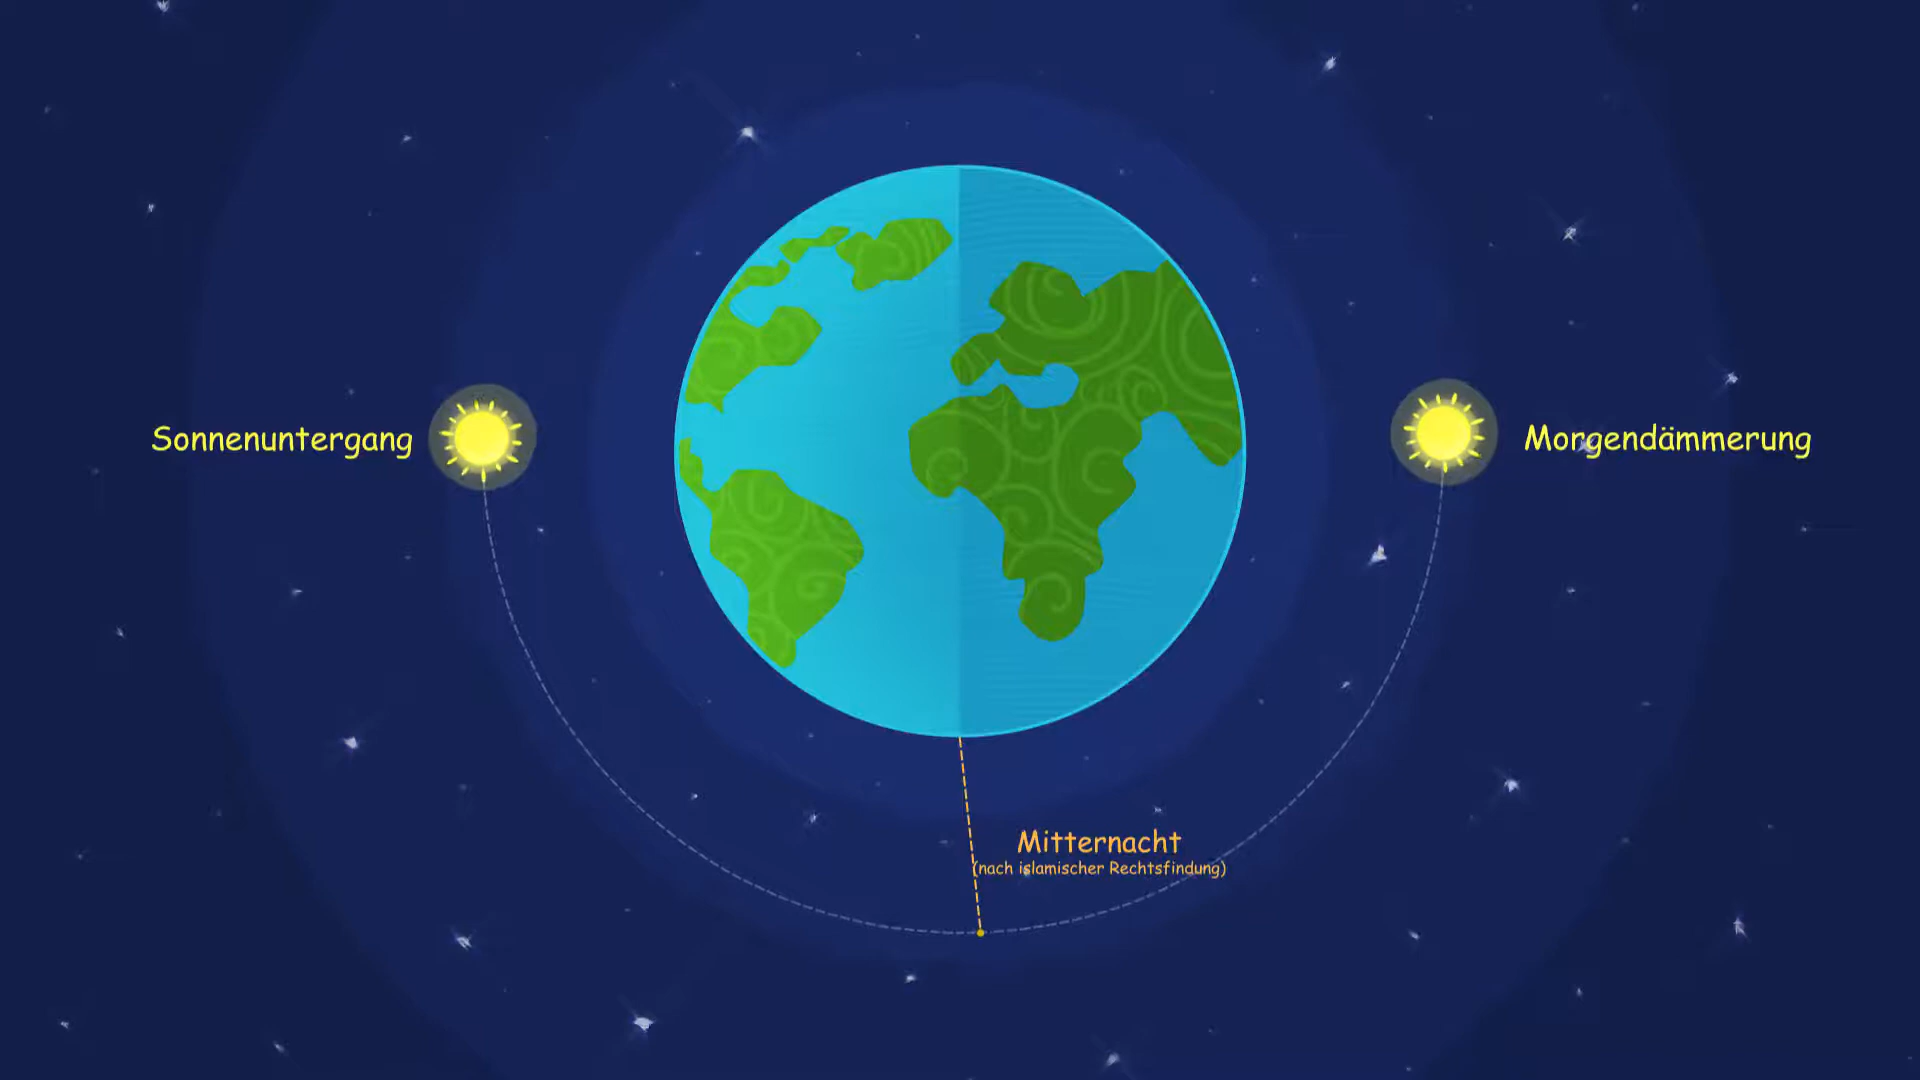 Sonnenuntergang
Morgendämmerung
Mitternacht
(nach islamischer Rechtsfindung)